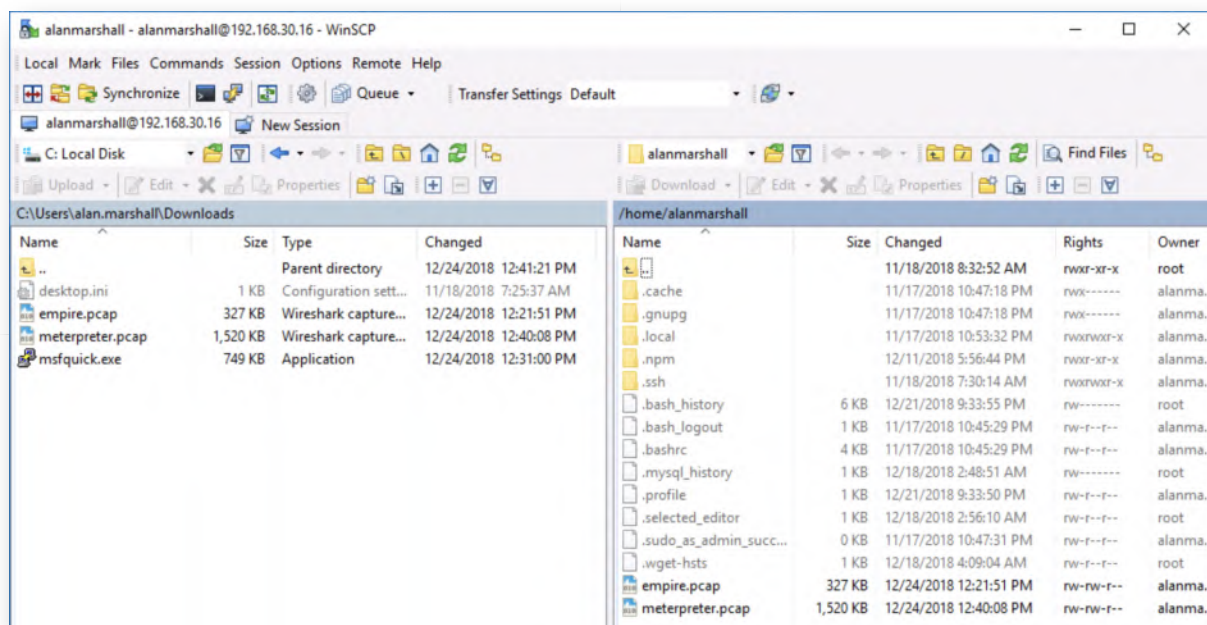 alanmarshall - alanmarshall@192.168.30.16 - WinSCP
Local Mark Files Commands Session Options Remote Help
Synchronize Queue Transfer Settings Default
alanmarshall@192.168.30.16 New Session
C: Local Disk alanmarshall Find Files
Upload Edit Properties Download Edit Properties
C:\Users\alan.marshall\Downloads /home/alanmarshall
Name Size Type Changed Name Size Changed Rights Owner
.. Parent directory 12/24/2018 12:41:21 PM .. 11/18/2018 8:32:52 AM rwxr-xr-x root
desktop.ini 1 KB Configuration sett... 11/18/2018 7:25:37 AM .cache 11/17/2018 10:47:18 PM rwx------ alanma.
empire.pcap 327 KB Wireshark capture... 12/24/2018 12:21:51 PM .gnupg 11/17/2018 10:47:18 PM rwx------ alanma.
meterpreter.pcap 1,520 KB Wireshark capture... 12/24/2018 12:40:08 PM .local 11/17/2018 10:53:32 PM rwxrwxr-x alanma.
msfquick.exe 749 KB Application 12/24/2018 12:31:00 PM .npm 12/11/2018 5:56:44 PM rwxr-xr-x alanma.
.ssh 11/18/2018 7:30:14 AM rwxrwxr-x alanma.
.bash_history 6 KB 12/21/2018 9:33:55 PM rw------- root
.bash_logout 1 KB 11/17/2018 10:45:29 PM rw-r--r-- alanma.
.bashrc 4 KB 11/17/2018 10:45:29 PM rw-r--r-- alanma.
.mysql_history 1 KB 12/18/2018 2:48:51 AM rw------- root
.profile 1 KB 12/21/2018 9:33:50 PM rw-r--r-- alanma.
.selected_editor 1 KB 12/18/2018 2:56:10 AM rw-r--r-- root
.sudo_as_admin_succ... 0 KB 11/17/2018 10:47:31 PM rw-r--r-- alanma.
.wget-hsts 1 KB 12/18/2018 4:09:04 AM rw-r--r-- root
empire.pcap 327 KB 12/24/2018 12:21:51 PM rw-rw-r-- alanma.
meterpreter.pcap 1,520 KB 12/24/2018 12:40:08 PM rw-rw-r-- alanma.